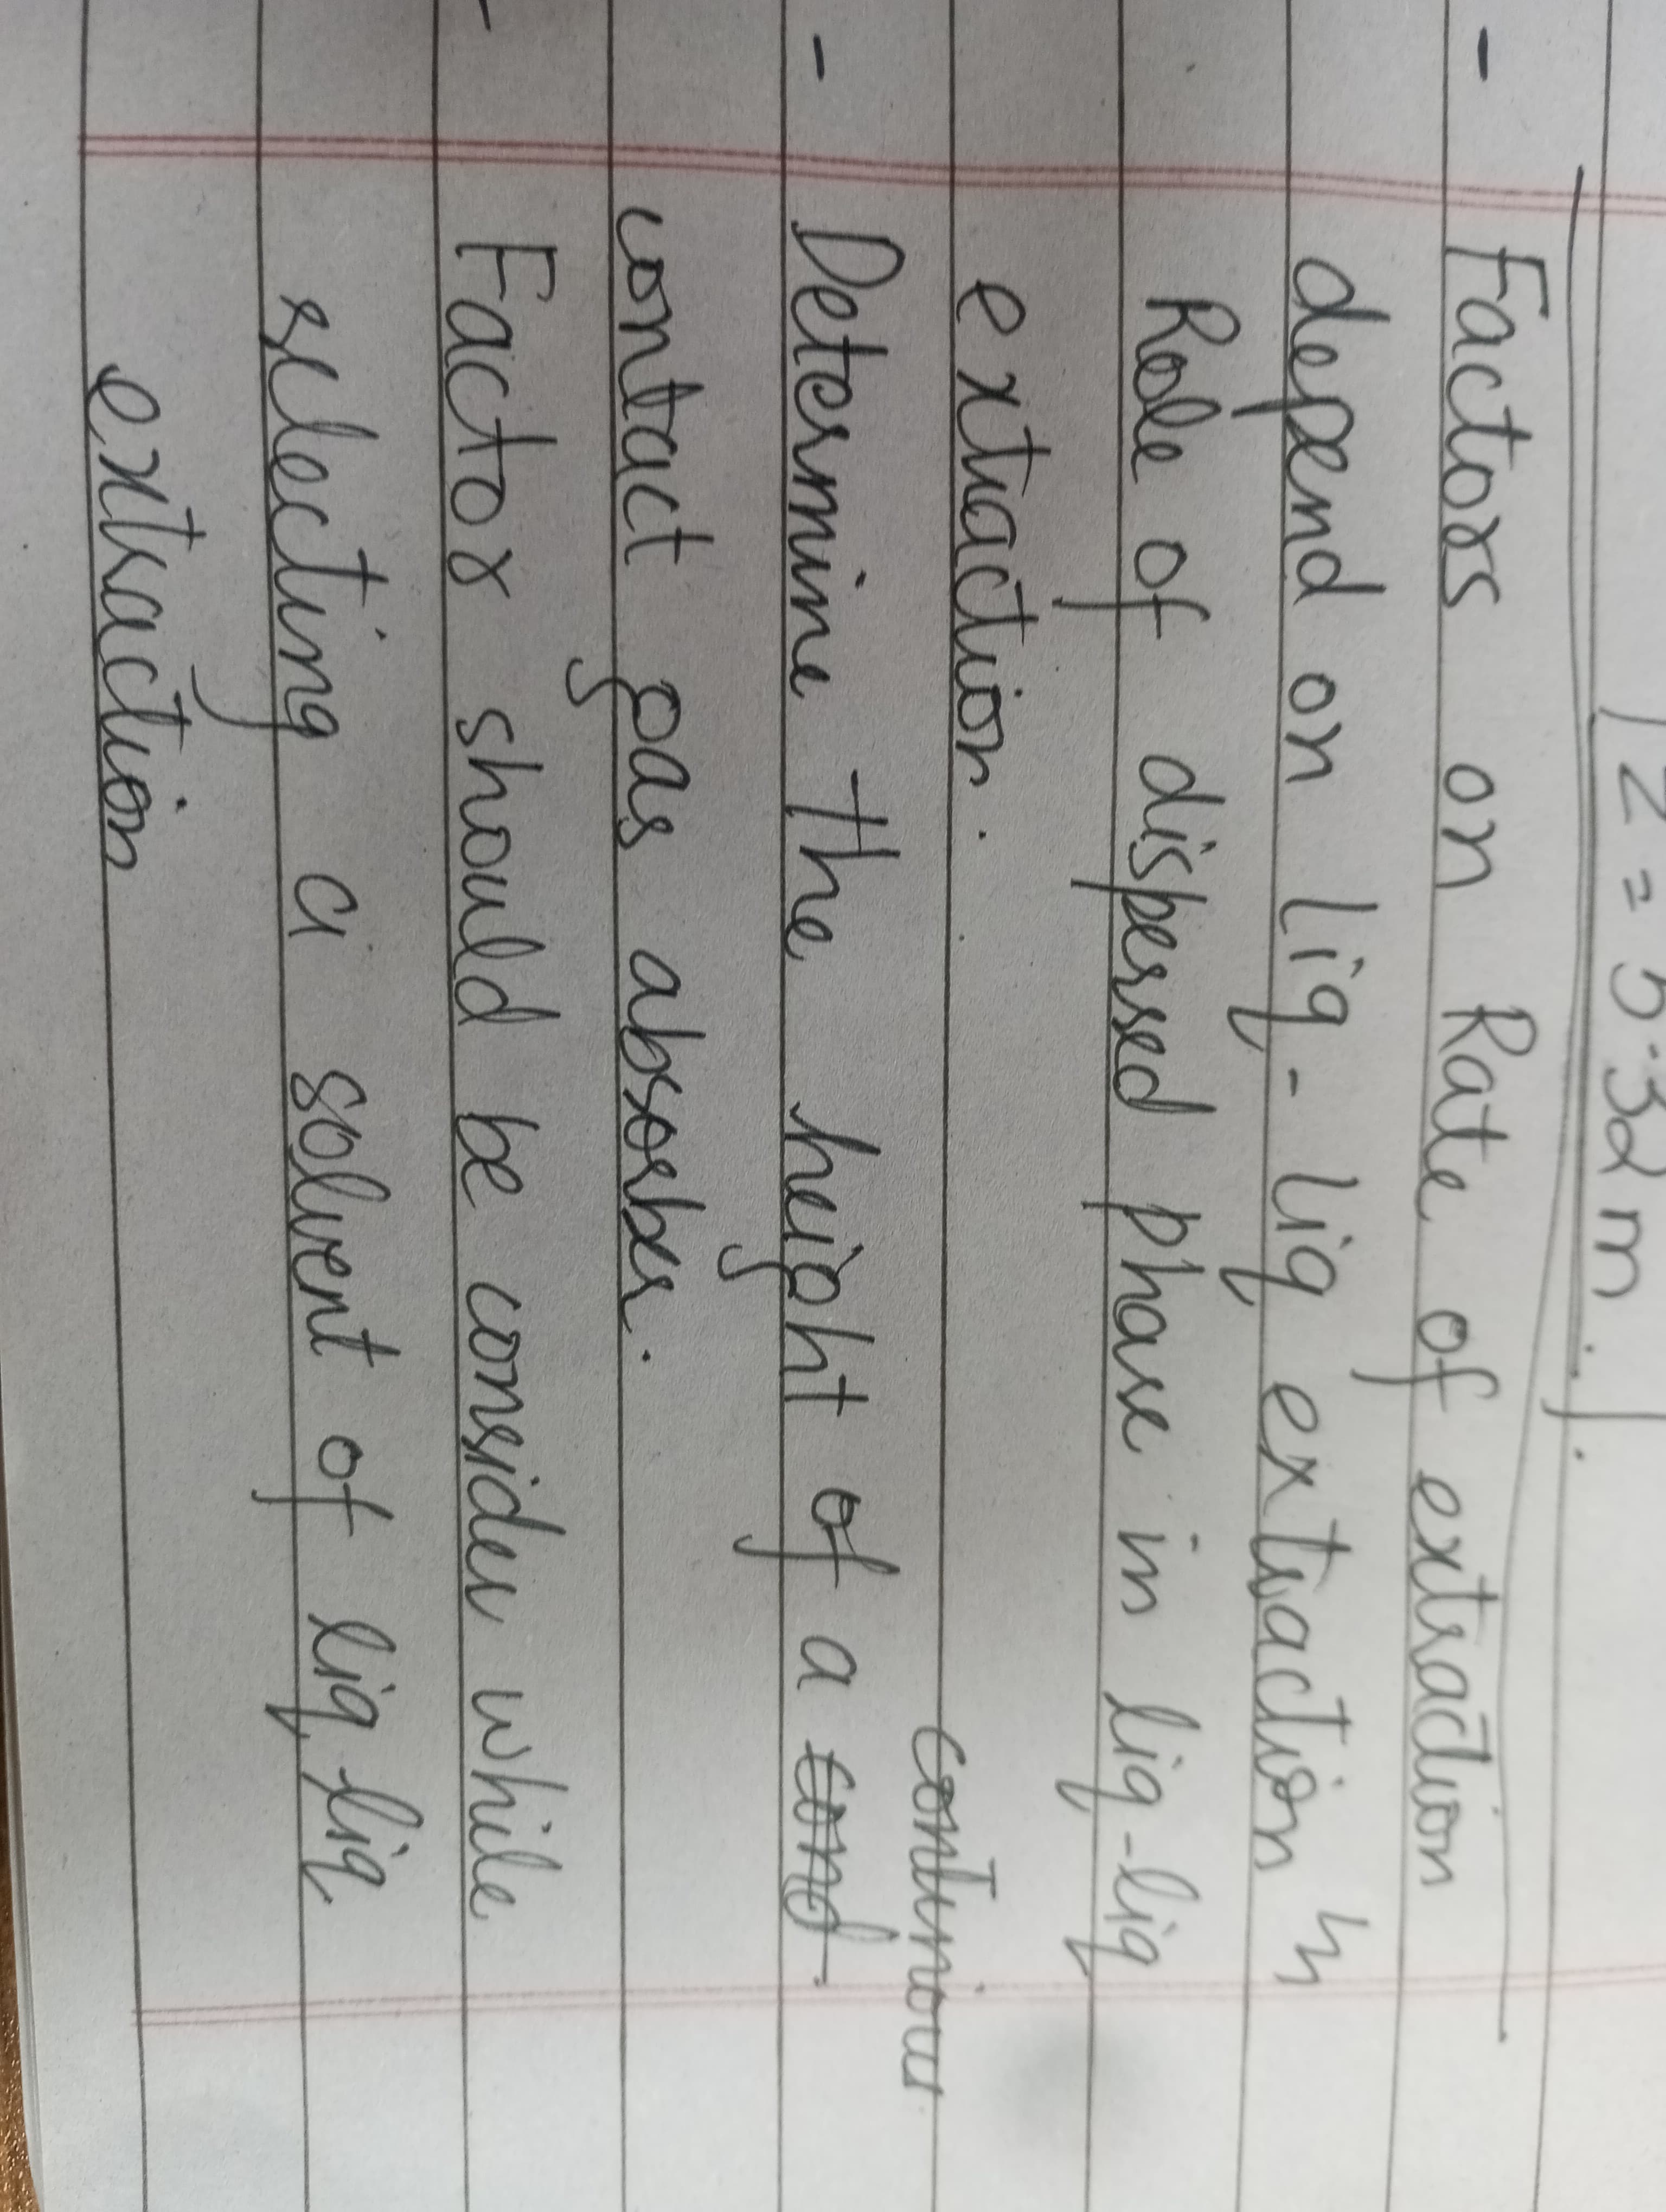 Z = 5.32 m.
- Factors on Rate of extraction
depend on liq - liq extraction
Role of dispersed phase in liq-liq
extraction.
continuous
- Determine the height of a cond-
contact gas absorber.
- Factor should be consider while
selecting a solvent of liq liq
extraction